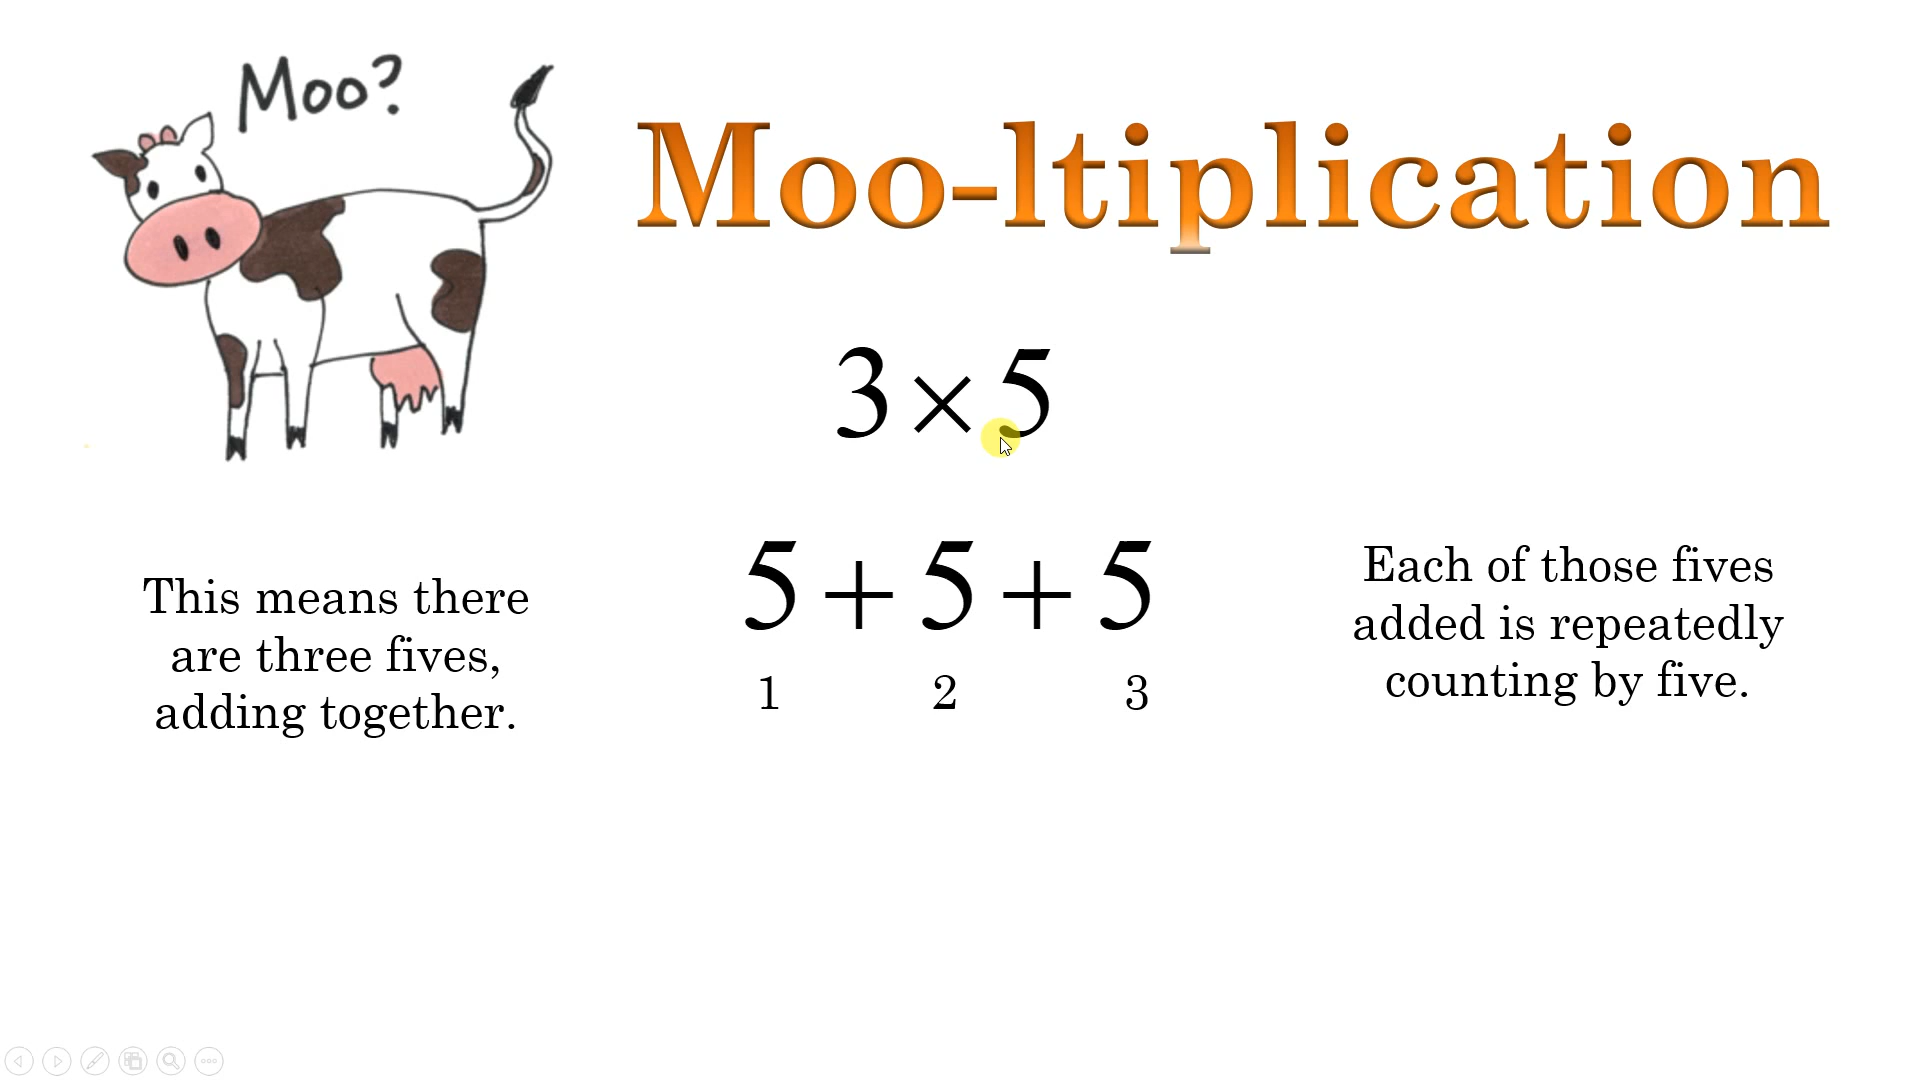 Moo?
Moo-ltiplication
3×5
This means there
are three fives,
adding together.
5+5+5
1 2 3
Each of those fives
added is repeatedly
counting by five.